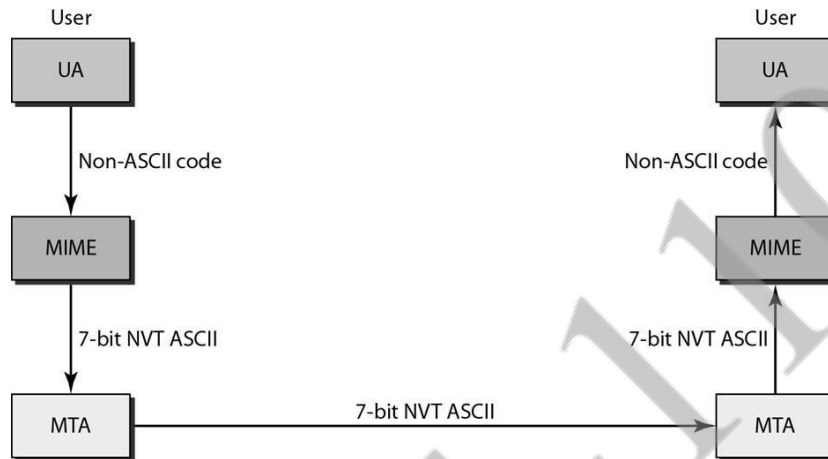 User
User
UA
UA
Non-ASCII code
Non-ASCII code
MIME
MIME
7-bit NVT ASCII
7-bit NVT ASCII
7-bit NVT ASCII
MTA
MTA